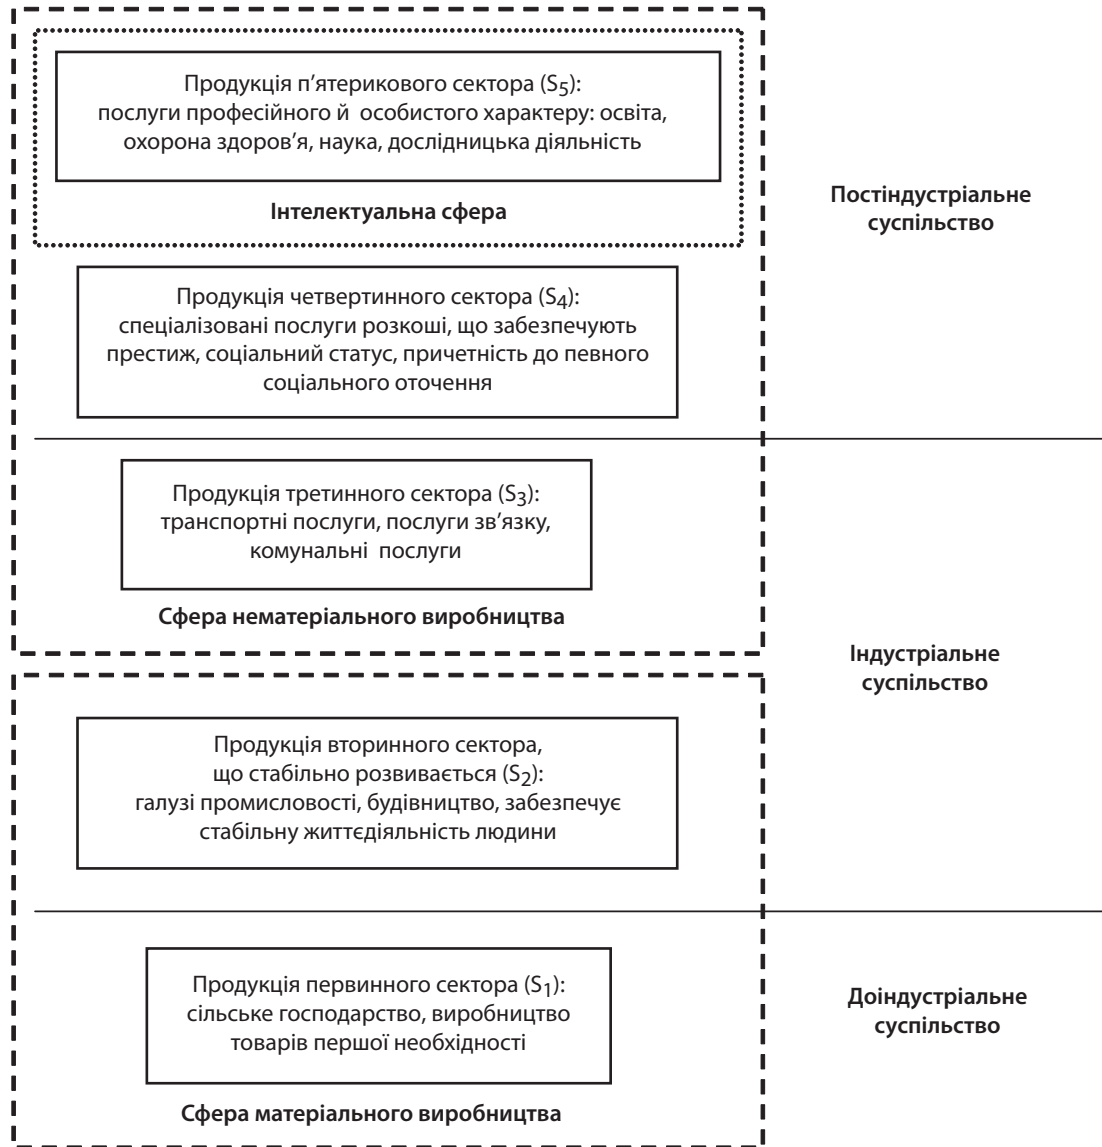 Продукція п’ятерикового сектора (S5):
послуги професійного й особистого характеру: освіта,
охорона здоров’я, наука, дослідницька діяльність
Інтелектуальна сфера
Постіндустріальне
суспільство
Продукція четвертинного сектора (S4):
спеціалізовані послуги розкоші, що забезпечують
престиж, соціальний статус, причетність до певного
соціального оточення
Продукція третинного сектора (S3):
транспортні послуги, послуги зв’язку,
комунальні послуги
Сфера нематеріального виробництва
Індустріальне
суспільство
Продукція вторинного сектора,
що стабільно розвивається (S2):
галузі промисловості, будівництво, забезпечує
стабільну життєдіяльність людини
Продукція первинного сектора (S1):
сільське господарство, виробництво
товарів першої необхідності
Доіндустріальне
суспільство
Сфера матеріального виробництва